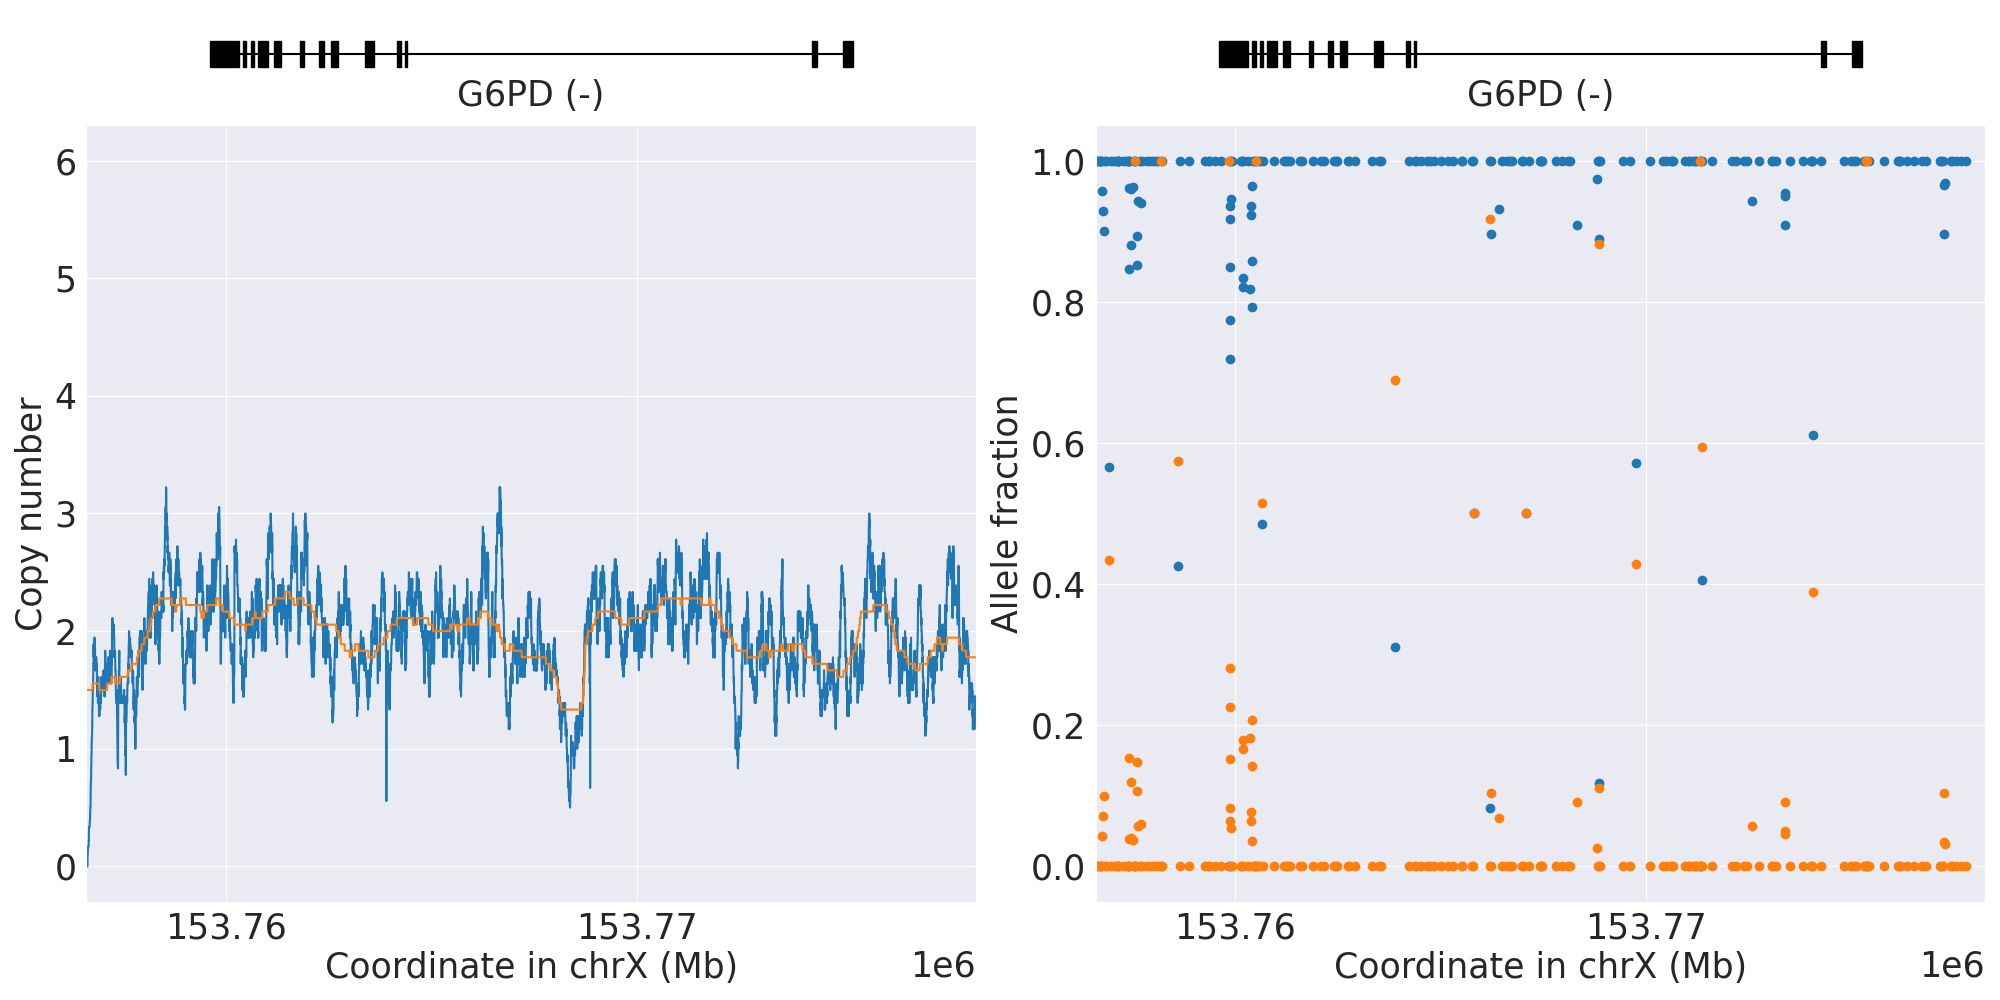 G6PD (-)
6
5
4
3
2
1
0
Copy number
153.76
153.77
Coordinate in chrX (Mb)
1e6
G6PD (-)
1.0
0.8
0.6
0.4
0.2
0.0
Allele fraction
153.76
153.77
Coordinate in chrX (Mb)
1e6